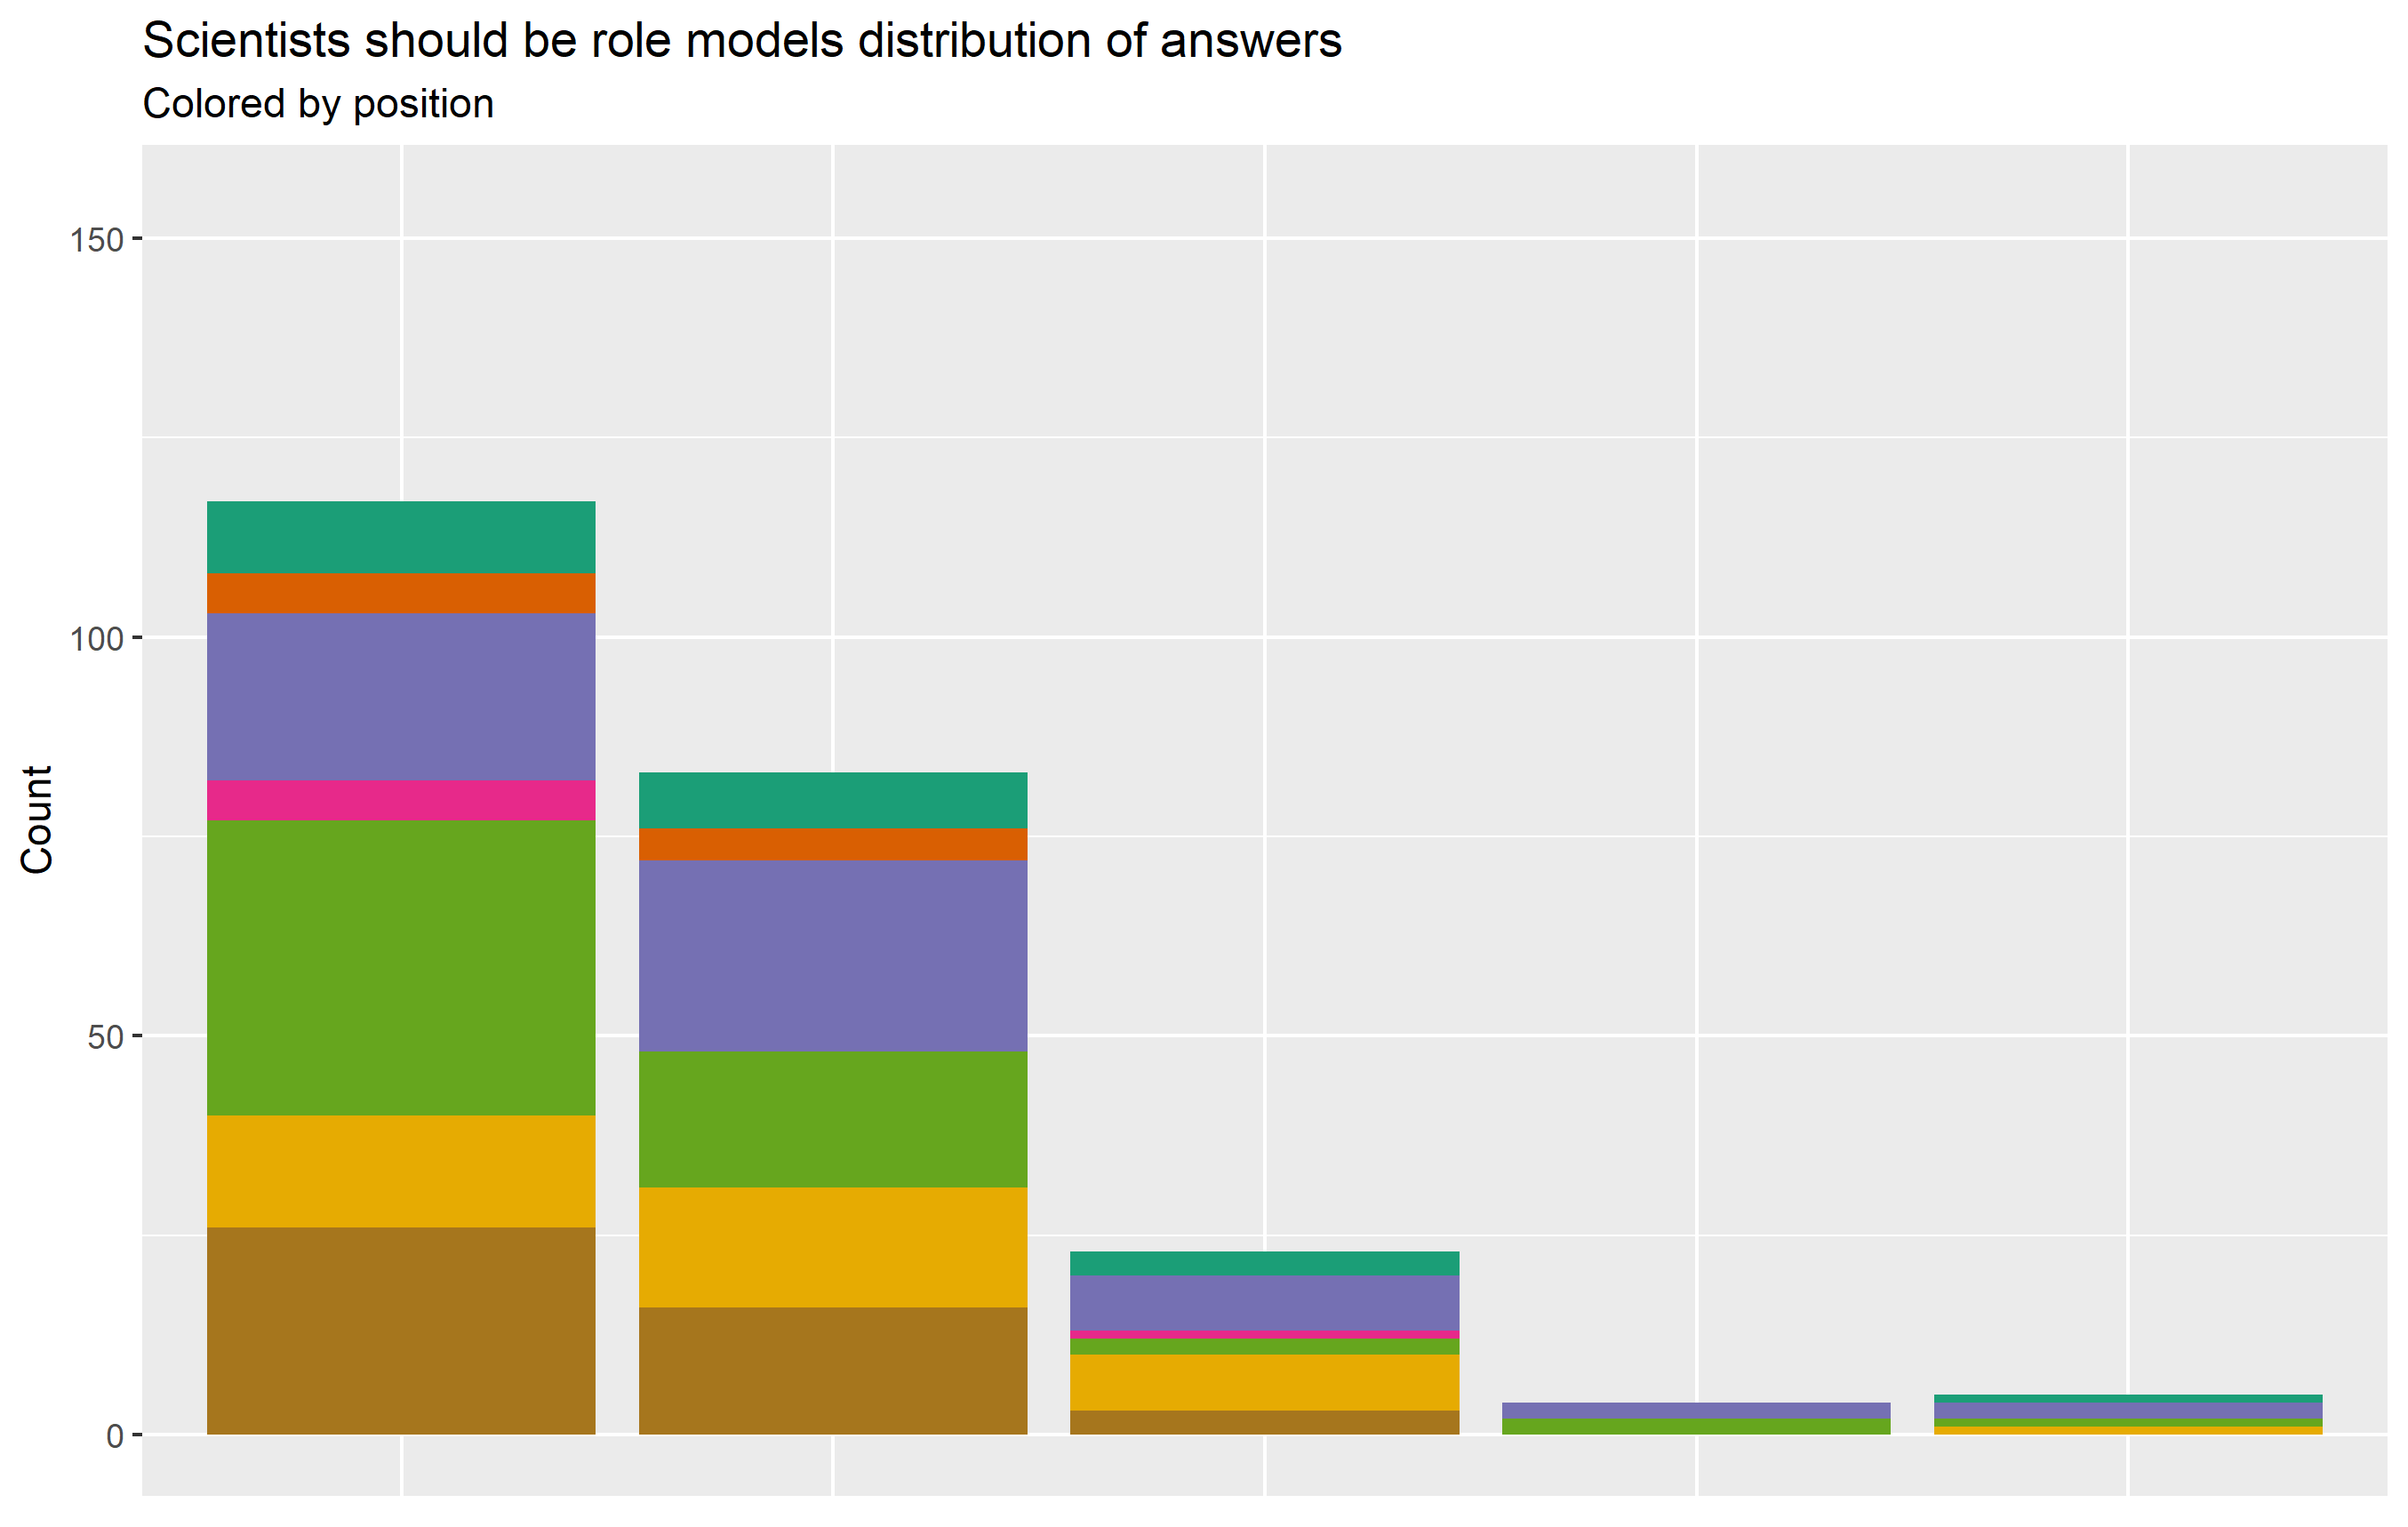 Scientists should be role models distribution of answers
Colored by position
150
100
50
0
Count